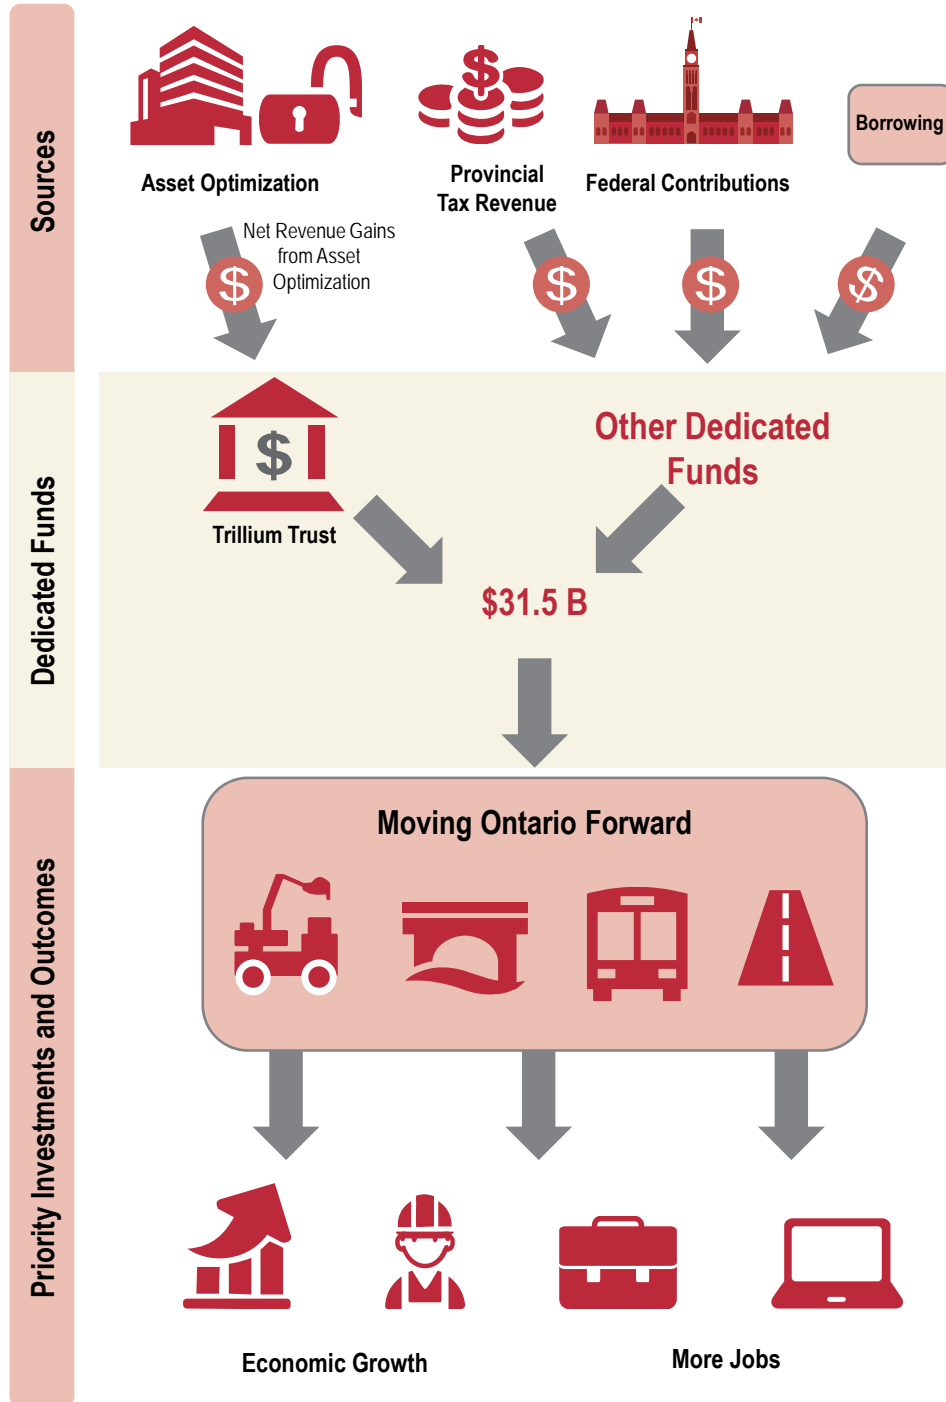 Sources
Asset Optimization
Provincial
Tax Revenue
Federal Contributions
Borrowing
Net Revenue Gains
from Asset
Optimization
$
$
$
$
$
Dedicated Funds
$
Trillium Trust
Other Dedicated
Funds
$31.5 B
Priority Investments and Outcomes
Moving Ontario Forward
Economic Growth
More Jobs